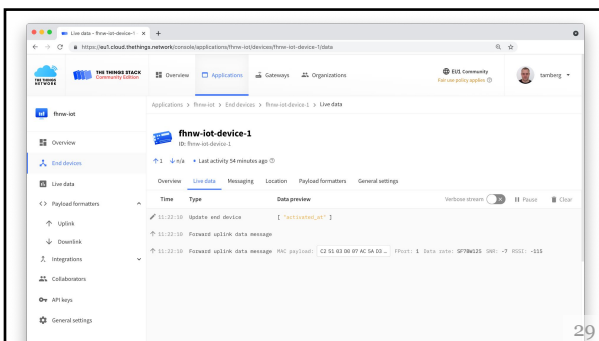 Live data - fhnw-iot-device-1 -
https://eu1.cloud.thethings.network/console/applications/fhnw-iot/devices/fhnw-iot-device-1/data
THE THINGS NETWORK
THE THINGS STACK
Community Edition
Overview Applications Gateways Organizations
EU1 Community
Fair use policy applies
tamberg
fhnw-iot
Overview
End devices
Live data
Payload formatters
Uplink
Downlink
Integrations
Collaborators
API keys
General settings
Applications > fhnw-iot > End devices > fhnw-iot-device-1 > Live data
fhnw-iot-device-1
ID: fhnw-iot-device-1
↑ 1 ↓ n/a • Last activity 54 minutes ago
Overview Live data Messaging Location Payload formatters General settings
Time Type Data preview Verbose stream Pause Clear
11:22:10 Update end device [ "activated_at" ]
11:22:10 Forward uplink data message
11:22:10 Forward uplink data message MAC payload: C2 51 63 D0 07 AC 5A D3 … FPort: 1 Data rate: SF7BW125 SNR: -7 RSSI: -115
29